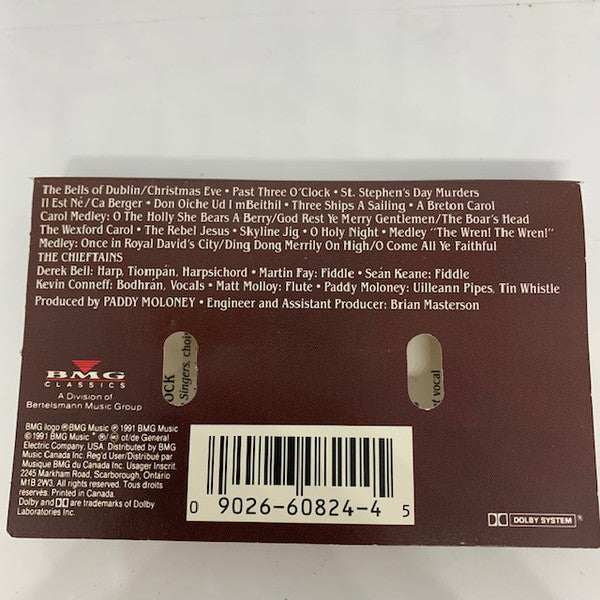 The Bells of Dublin/Christmas Eve • Past Three O'Clock • St. Stephen's Day Murders
Il Est Né/Ca Berger • Don Oiche Ud I mBeithil • Three Ships A Sailing • A Breton Carol
Carol Medley: O The Holly She Bears A Berry/God Rest Ye Merry Gentlemen/The Boar's Head
The Wexford Carol • The Rebel Jesus • Skyline Jig • O Holy Night • Medley "The Wren! The Wren!"
Medley: Once in Royal David's City/Ding Dong Merrily On High/O Come All Ye Faithful
THE CHIEFTAINS
Derek Bell: Harp, Tiompán, Harpsichord • Martin Fay: Fiddle • Seán Keane: Fiddle
Kevin Conneff: Bodhrán, Vocals • Matt Molloy: Flute • Paddy Moloney: Uilleann Pipes, Tin Whistle
Produced by PADDY MOLONEY • Engineer and Assistant Producer: Brian Masterson
OCK
Singers, choi
vocal
BMG
CLASSICS
A Division of
Bertelsmann Music Group
BMG logo ® BMG Music ℗ 1991 BMG Music
© 1991 BMG Music * ®/MD of/de General
Electric Company, USA. Distributed by BMG
Music Canada Inc. Reg'd User/Distribué par
Musique BMG du Canada Inc. Usager Inscrit.
2245 Markham Road, Scarborough, Ontario
M1B 2W3. All rights reserved. Tous droits
réservés. Printed in Canada.
Dolby and DD are trademarks of Dolby
Laboratories Inc.
0 9026-60824-4 5
DOLBY SYSTEM ®